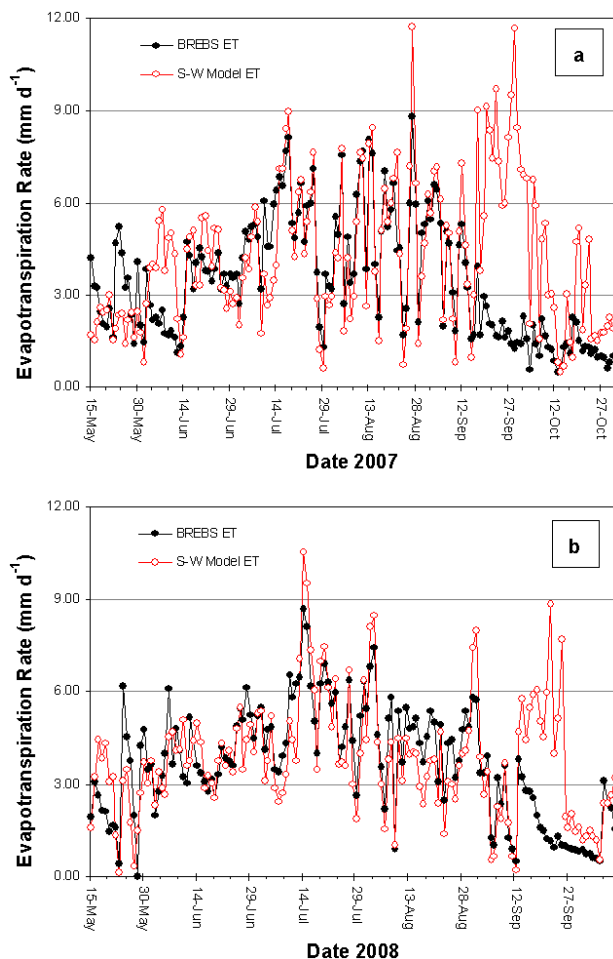 12.00
BREBS ET
a
S-W Model ET
9.00
6.00
3.00
0.00
Evapotranspiration Rate (mm d⁻¹)
15-May
30-May
14-Jun
29-Jun
14-Jul
29-Jul
13-Aug
28-Aug
12-Sep
27-Sep
12-Oct
27-Oct
Date 2007
12.00
BREBS ET
b
S-W Model ET
9.00
6.00
3.00
0.00
Evapotranspiration Rate (mm d⁻¹)
15-May
30-May
14-Jun
29-Jun
14-Jul
29-Jul
13-Aug
28-Aug
12-Sep
27-Sep
Date 2008